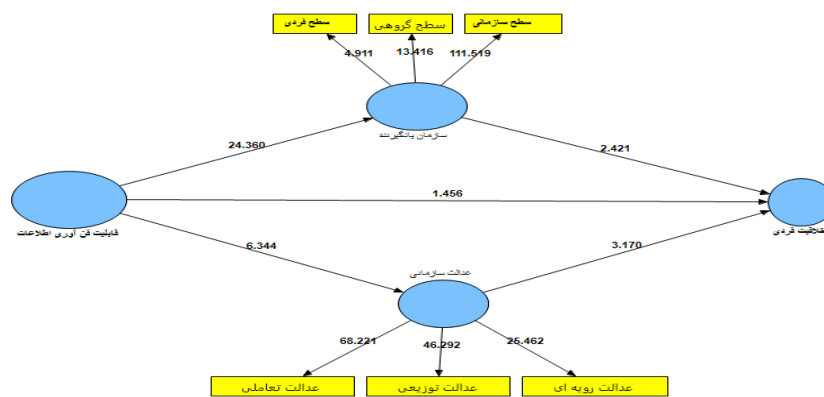 سطح سازمانی
سطح گروهی
سطح فردی
111.519
13.416
4.911
سازمان یادگیرنده
24.360
2.421
1.456
قابلیت فن آوری اطلاعات
خلاقیت فردی
6.344
3.170
عدالت سازمانی
68.221
46.292
25.462
عدالت رویه ای
عدالت توزیعی
عدالت تعاملی